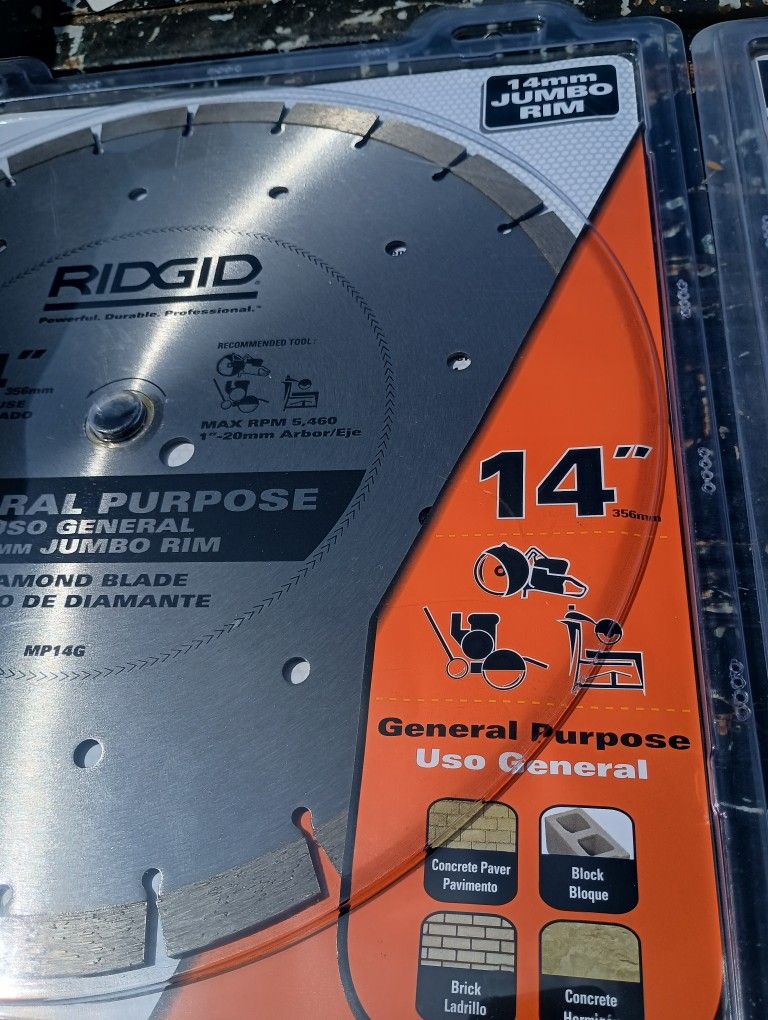 14mm
JUMBO
RIM
RIDGID
Powerful. Durable. Professional.™
RECOMMENDED TOOL:
356mm
MAX RPM 5,460
1"-20mm Arbor/Eje
PURPOSE
USO GENERAL
JUMBO RIM
BLADE
DE DIAMANTE
MP14G
14"
356mm
General Purpose
Uso General
Concrete Paver
Pavimento
Block
Bloque
Brick
Ladrillo
Concrete